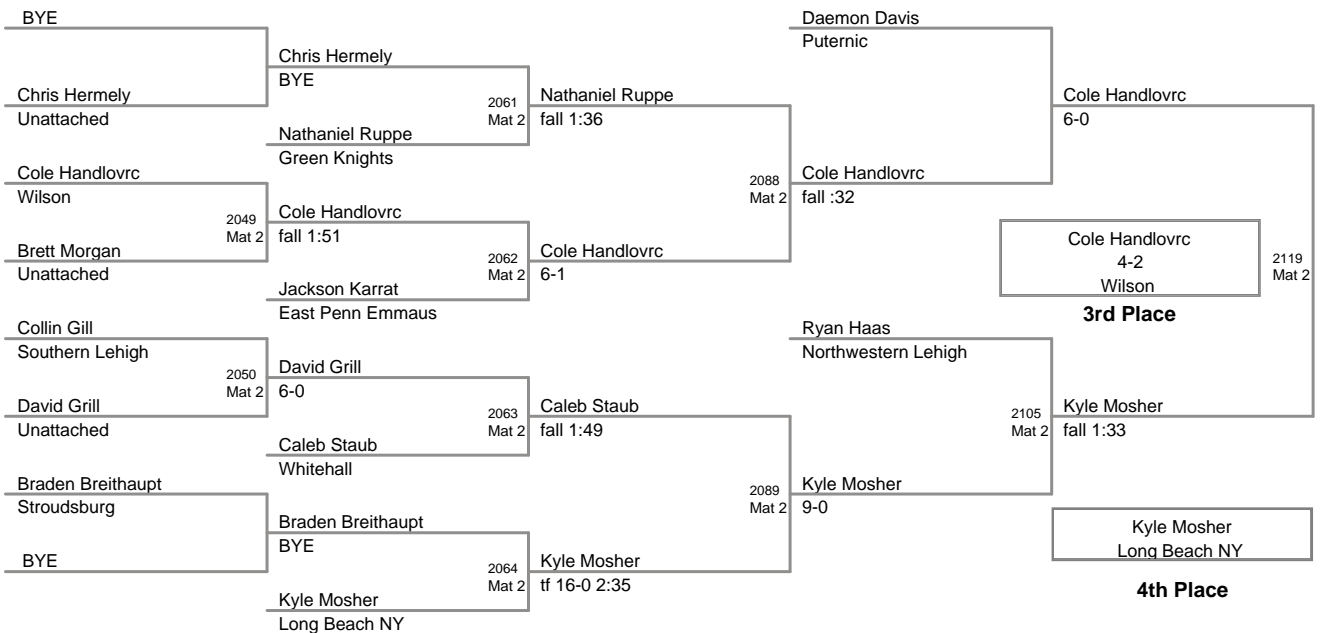 BYE
Chris Hermely
Unattached
Cole Handlovrc
Wilson
Brett Morgan
Unattached
Collin Gill
Southern Lehigh
David Grill
Unattached
Braden Breithaupt
Stroudsburg
BYE
2049
Mat 2
2050
Mat 2
Chris Hermely
BYE
Nathaniel Ruppe
Green Knights
Cole Handlovrc
fall 1:51
Jackson Karrat
East Penn Emmaus
David Grill
6-0
Caleb Staub
Whitehall
Braden Breithaupt
BYE
Kyle Mosher
Long Beach NY
2061
Mat 2
2062
Mat 2
2063
Mat 2
2064
Mat 2
Nathaniel Ruppe
fall 1:36
Cole Handlovrc
6-1
Caleb Staub
fall 1:49
Kyle Mosher
tf 16-0 2:35
2088
Mat 2
2089
Mat 2
Daemon Davis
Puternic
Cole Handlovrc
fall :32
Ryan Haas
Northwestern Lehigh
Kyle Mosher
9-0
2105
Mat 2
Cole Handlovrc
6-0
Kyle Mosher
fall 1:33
2119
Mat 2
Cole Handlovrc
4-2
Wilson
3rd Place
Kyle Mosher
Long Beach NY
4th Place